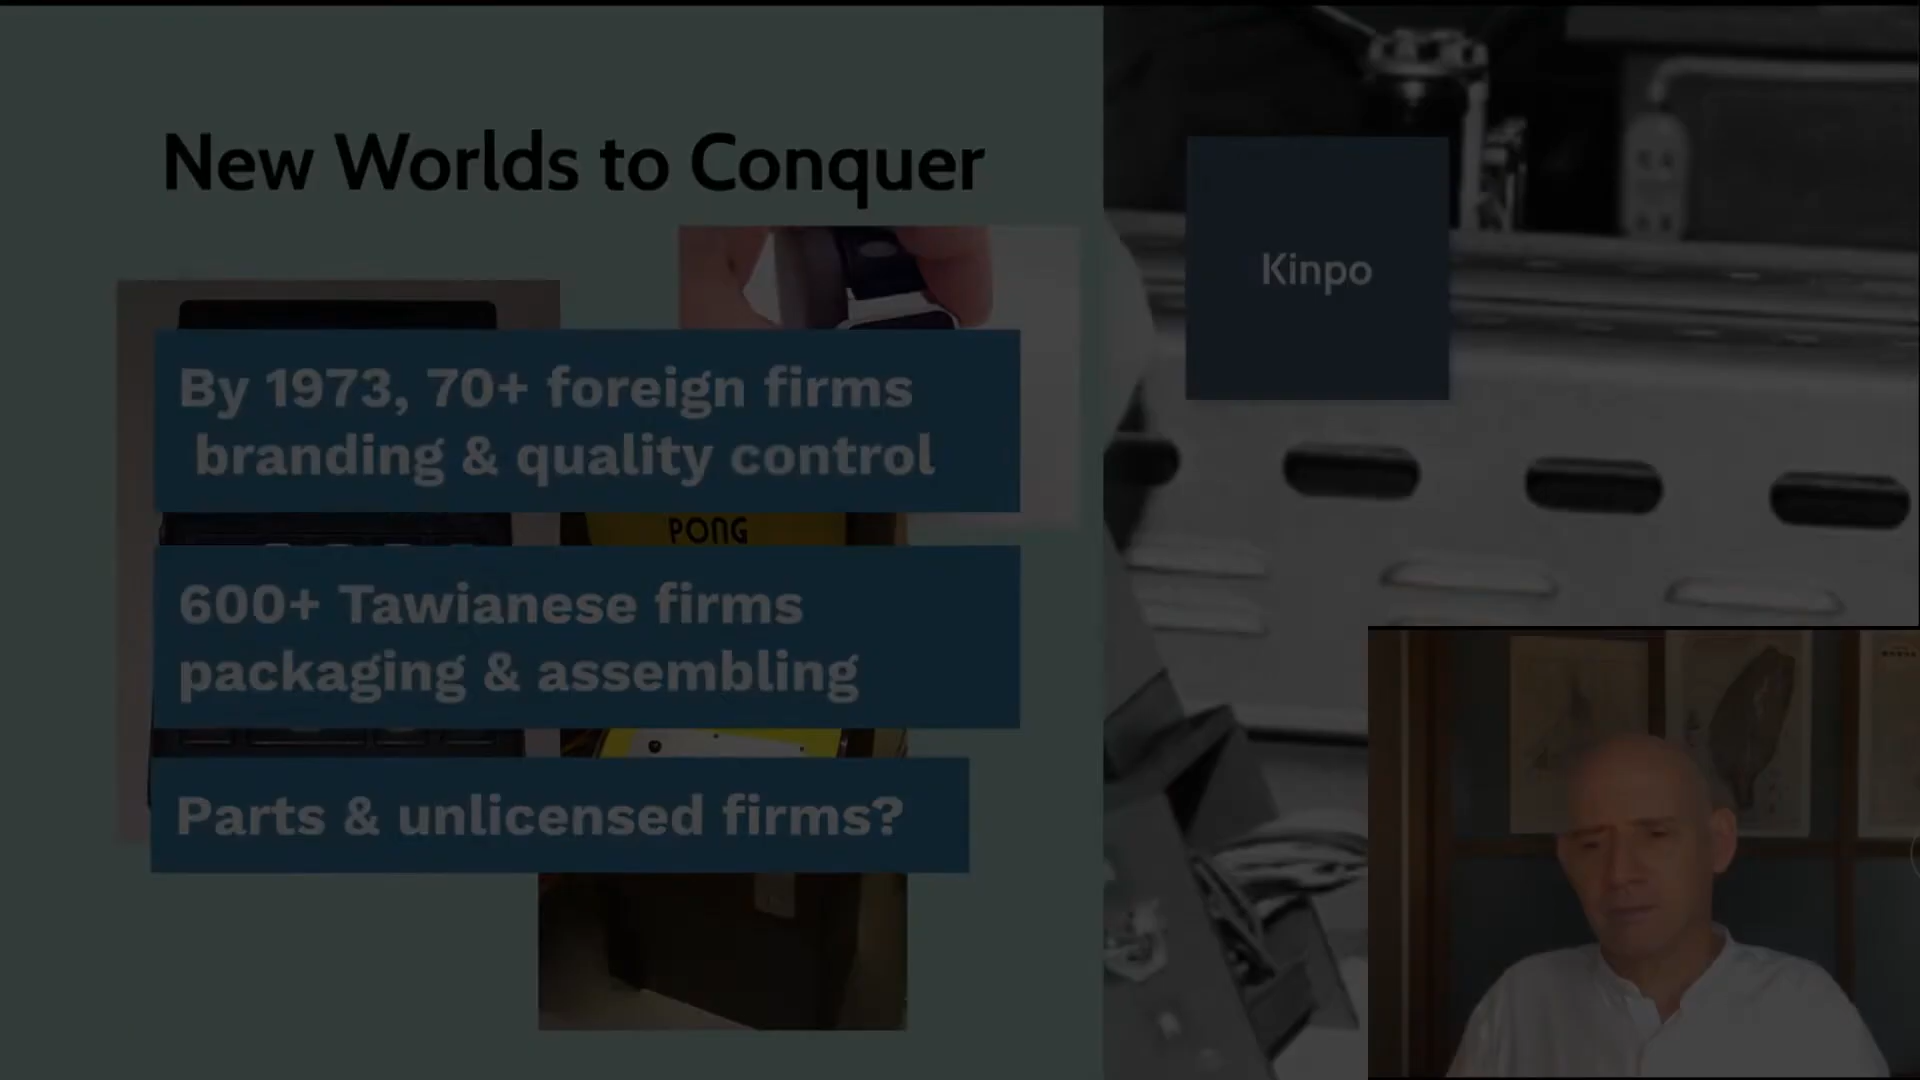 New Worlds to Conquer
Kinpo
By 1973, 70+ foreign firms
branding & quality control
PONG
600+ Tawianese firms
packaging & assembling
Parts & unlicensed firms?